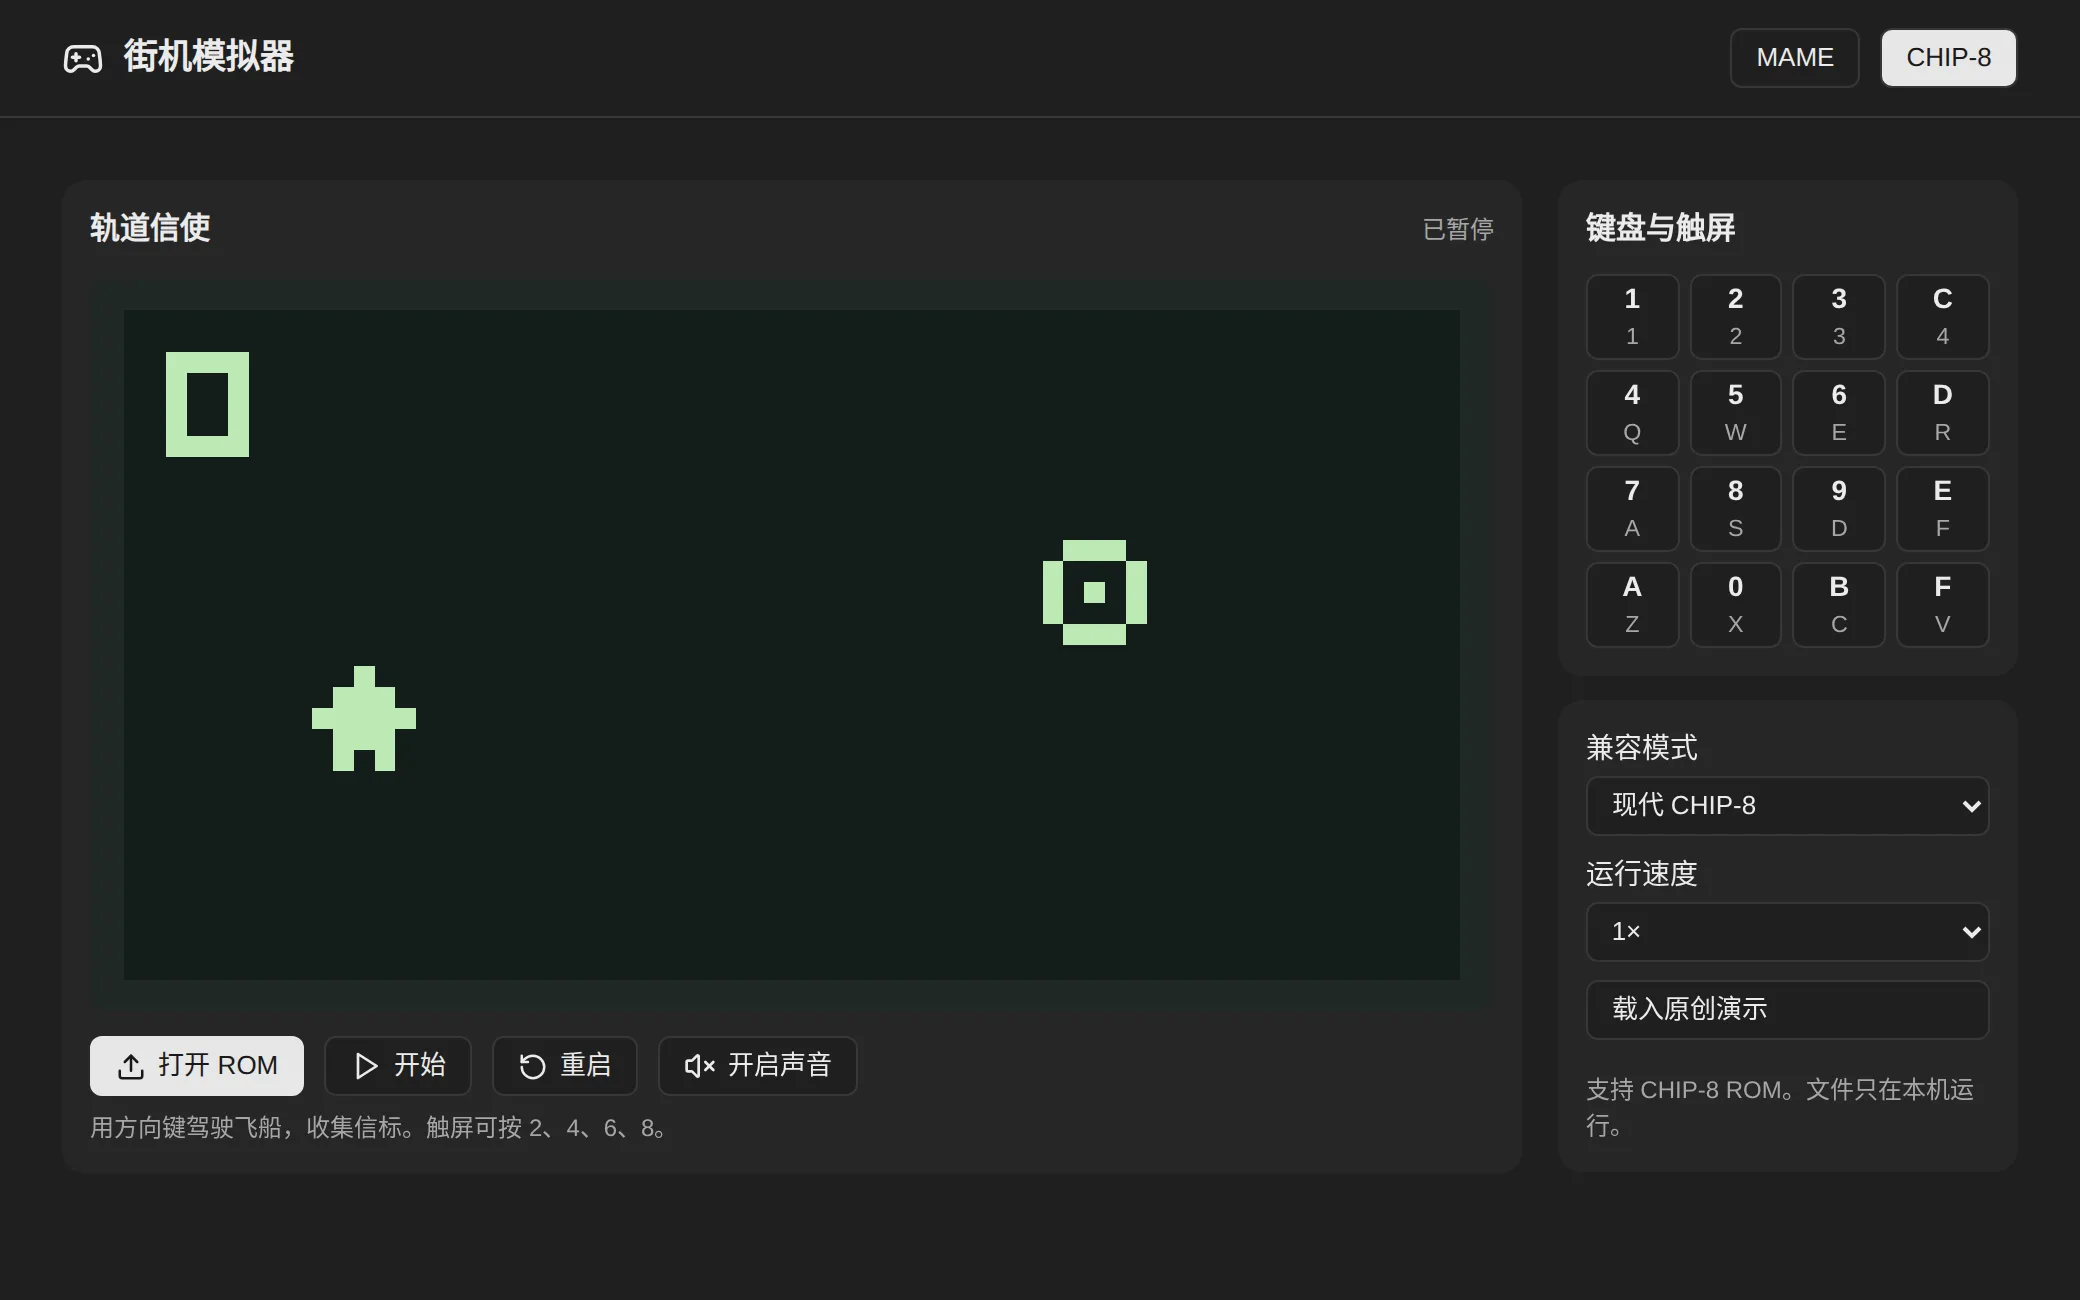 街机模拟器
MAME
CHIP-8
轨道信使
已暂停
0
打开 ROM
开始
重启
开启声音
用方向键驾驶飞船，收集信标。触屏可按 2、4、6、8。
键盘与触屏
1 2 3 C
1 2 3 4
4 5 6 D
Q W E R
7 8 9 E
A S D F
A 0 B F
Z X C V
兼容模式
现代 CHIP-8
运行速度
1×
载入原创演示
支持 CHIP-8 ROM。文件只在本机运
行。